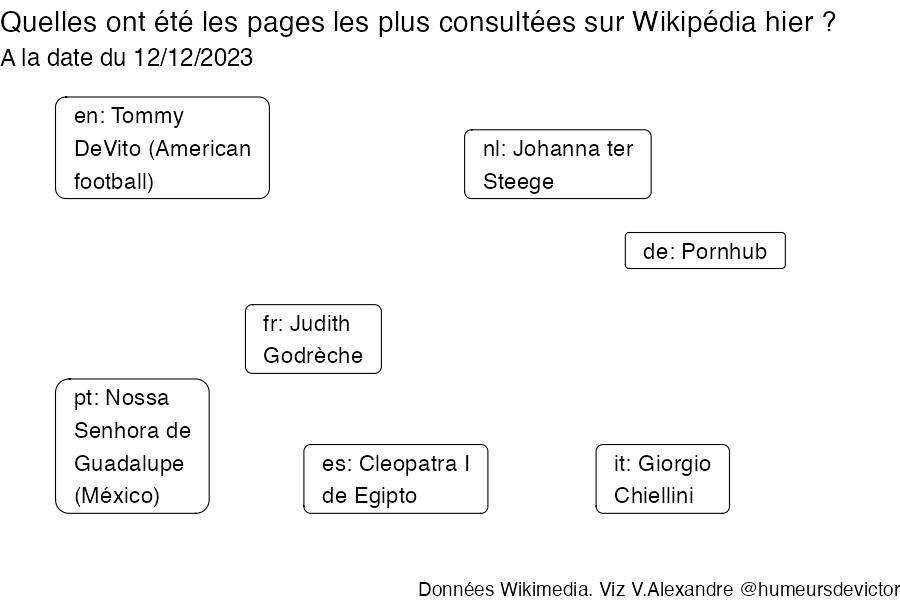 Quelles ont été les pages les plus consultées sur Wikipédia hier ?
A la date du 12/12/2023
en: Tommy
DeVito (American
football)
nl: Johanna ter
Steege
de: Pornhub
fr: Judith
Godrèche
pt: Nossa
Senhora de
Guadalupe
(México)
es: Cleopatra I
de Egipto
it: Giorgio
Chiellini
Données Wikimedia. Viz V.Alexandre @humeursdevictor